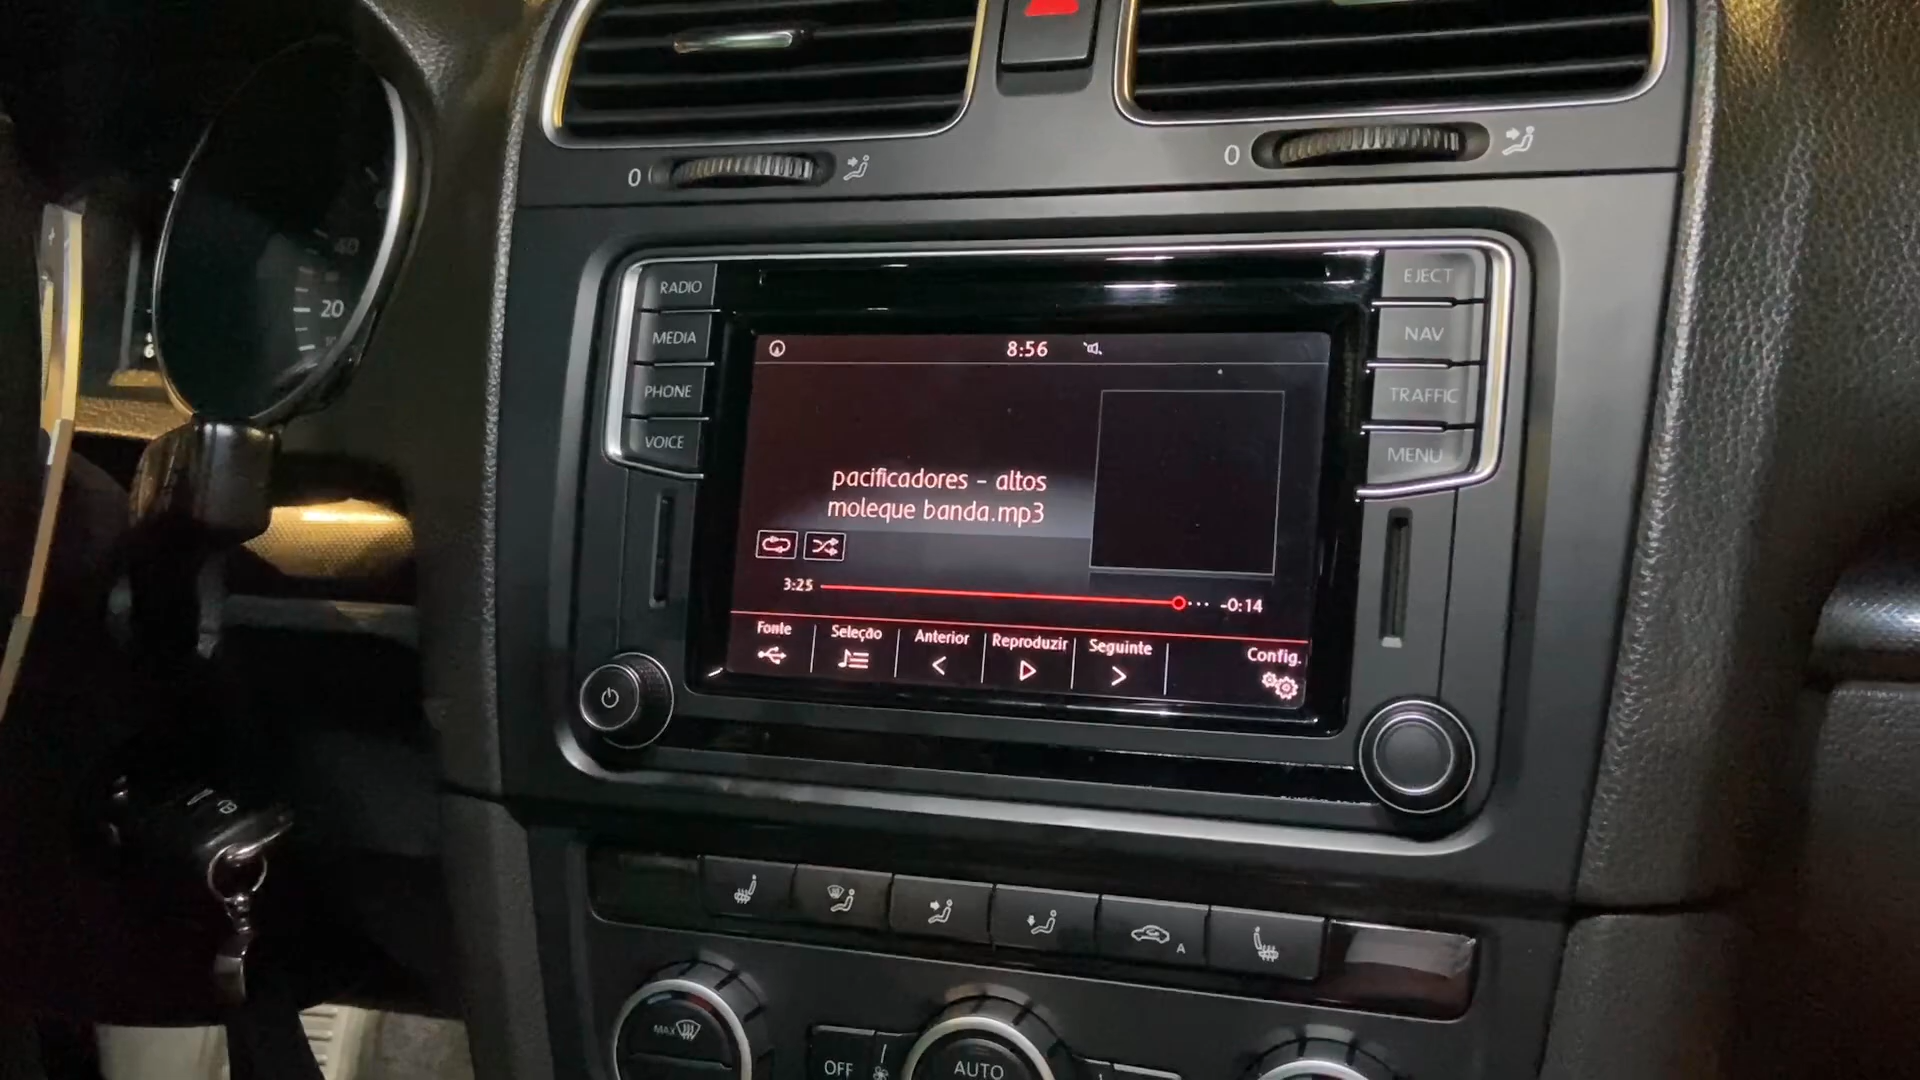 0
0
40
20
RADIO
MEDIA
PHONE
VOICE
EJECT
NAV
TRAFFIC
MENU
8:56
pacificadores - altos
moleque banda.mp3
3:25
-0:14
Fonte
Seleção
Anterior
Reproduzir
Seguinte
Config.
A
MAX
OFF
AUTO